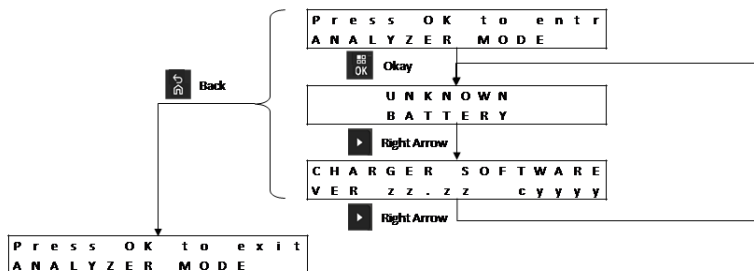 Press OK to entr
ANALYZER MODE
OK
Okay
Back
UNKNOWN
BATTERY
Right Arrow
CHARGER SOFTWARE
VER zz.zz cyyyy
Right Arrow
Press OK to exit
ANALYZER MODE